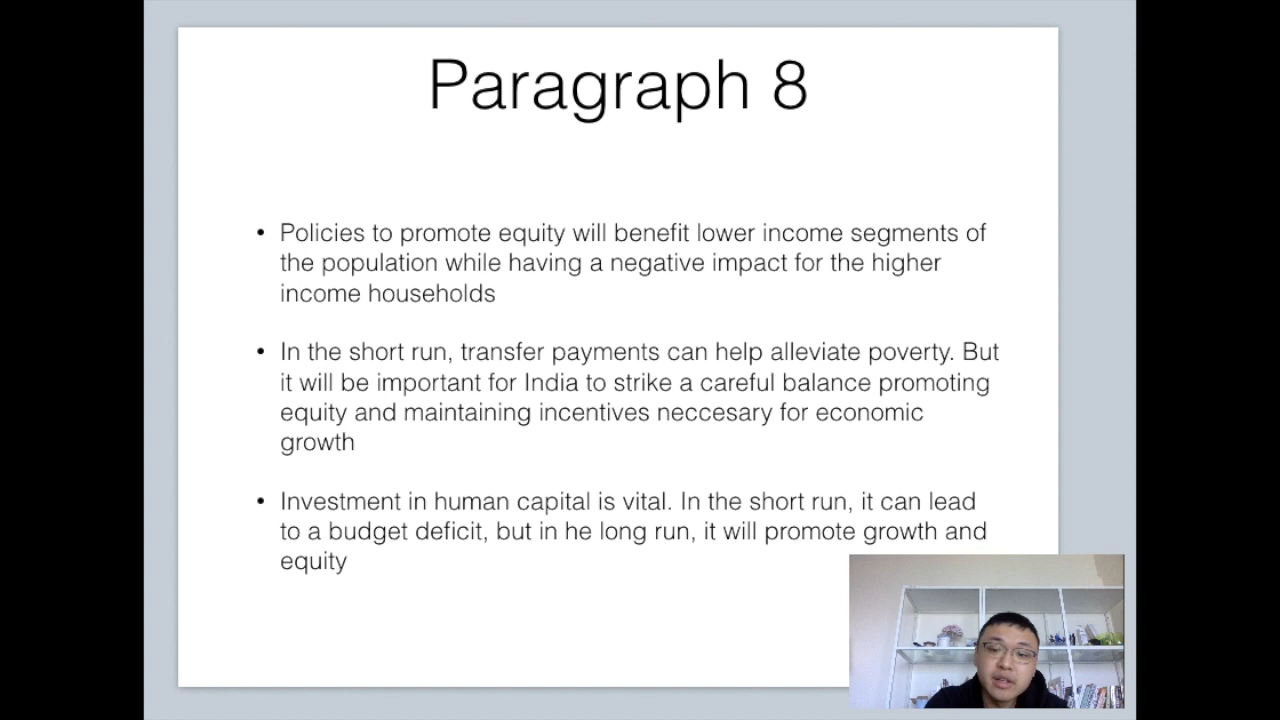 Paragraph 8
• Policies to promote equity will benefit lower income segments of
the population while having a negative impact for the higher
income households
• In the short run, transfer payments can help alleviate poverty. But
it will be important for India to strike a careful balance promoting
equity and maintaining incentives neccesary for economic
growth
• Investment in human capital is vital. In the short run, it can lead
to a budget deficit, but in he long run, it will promote growth and
equity